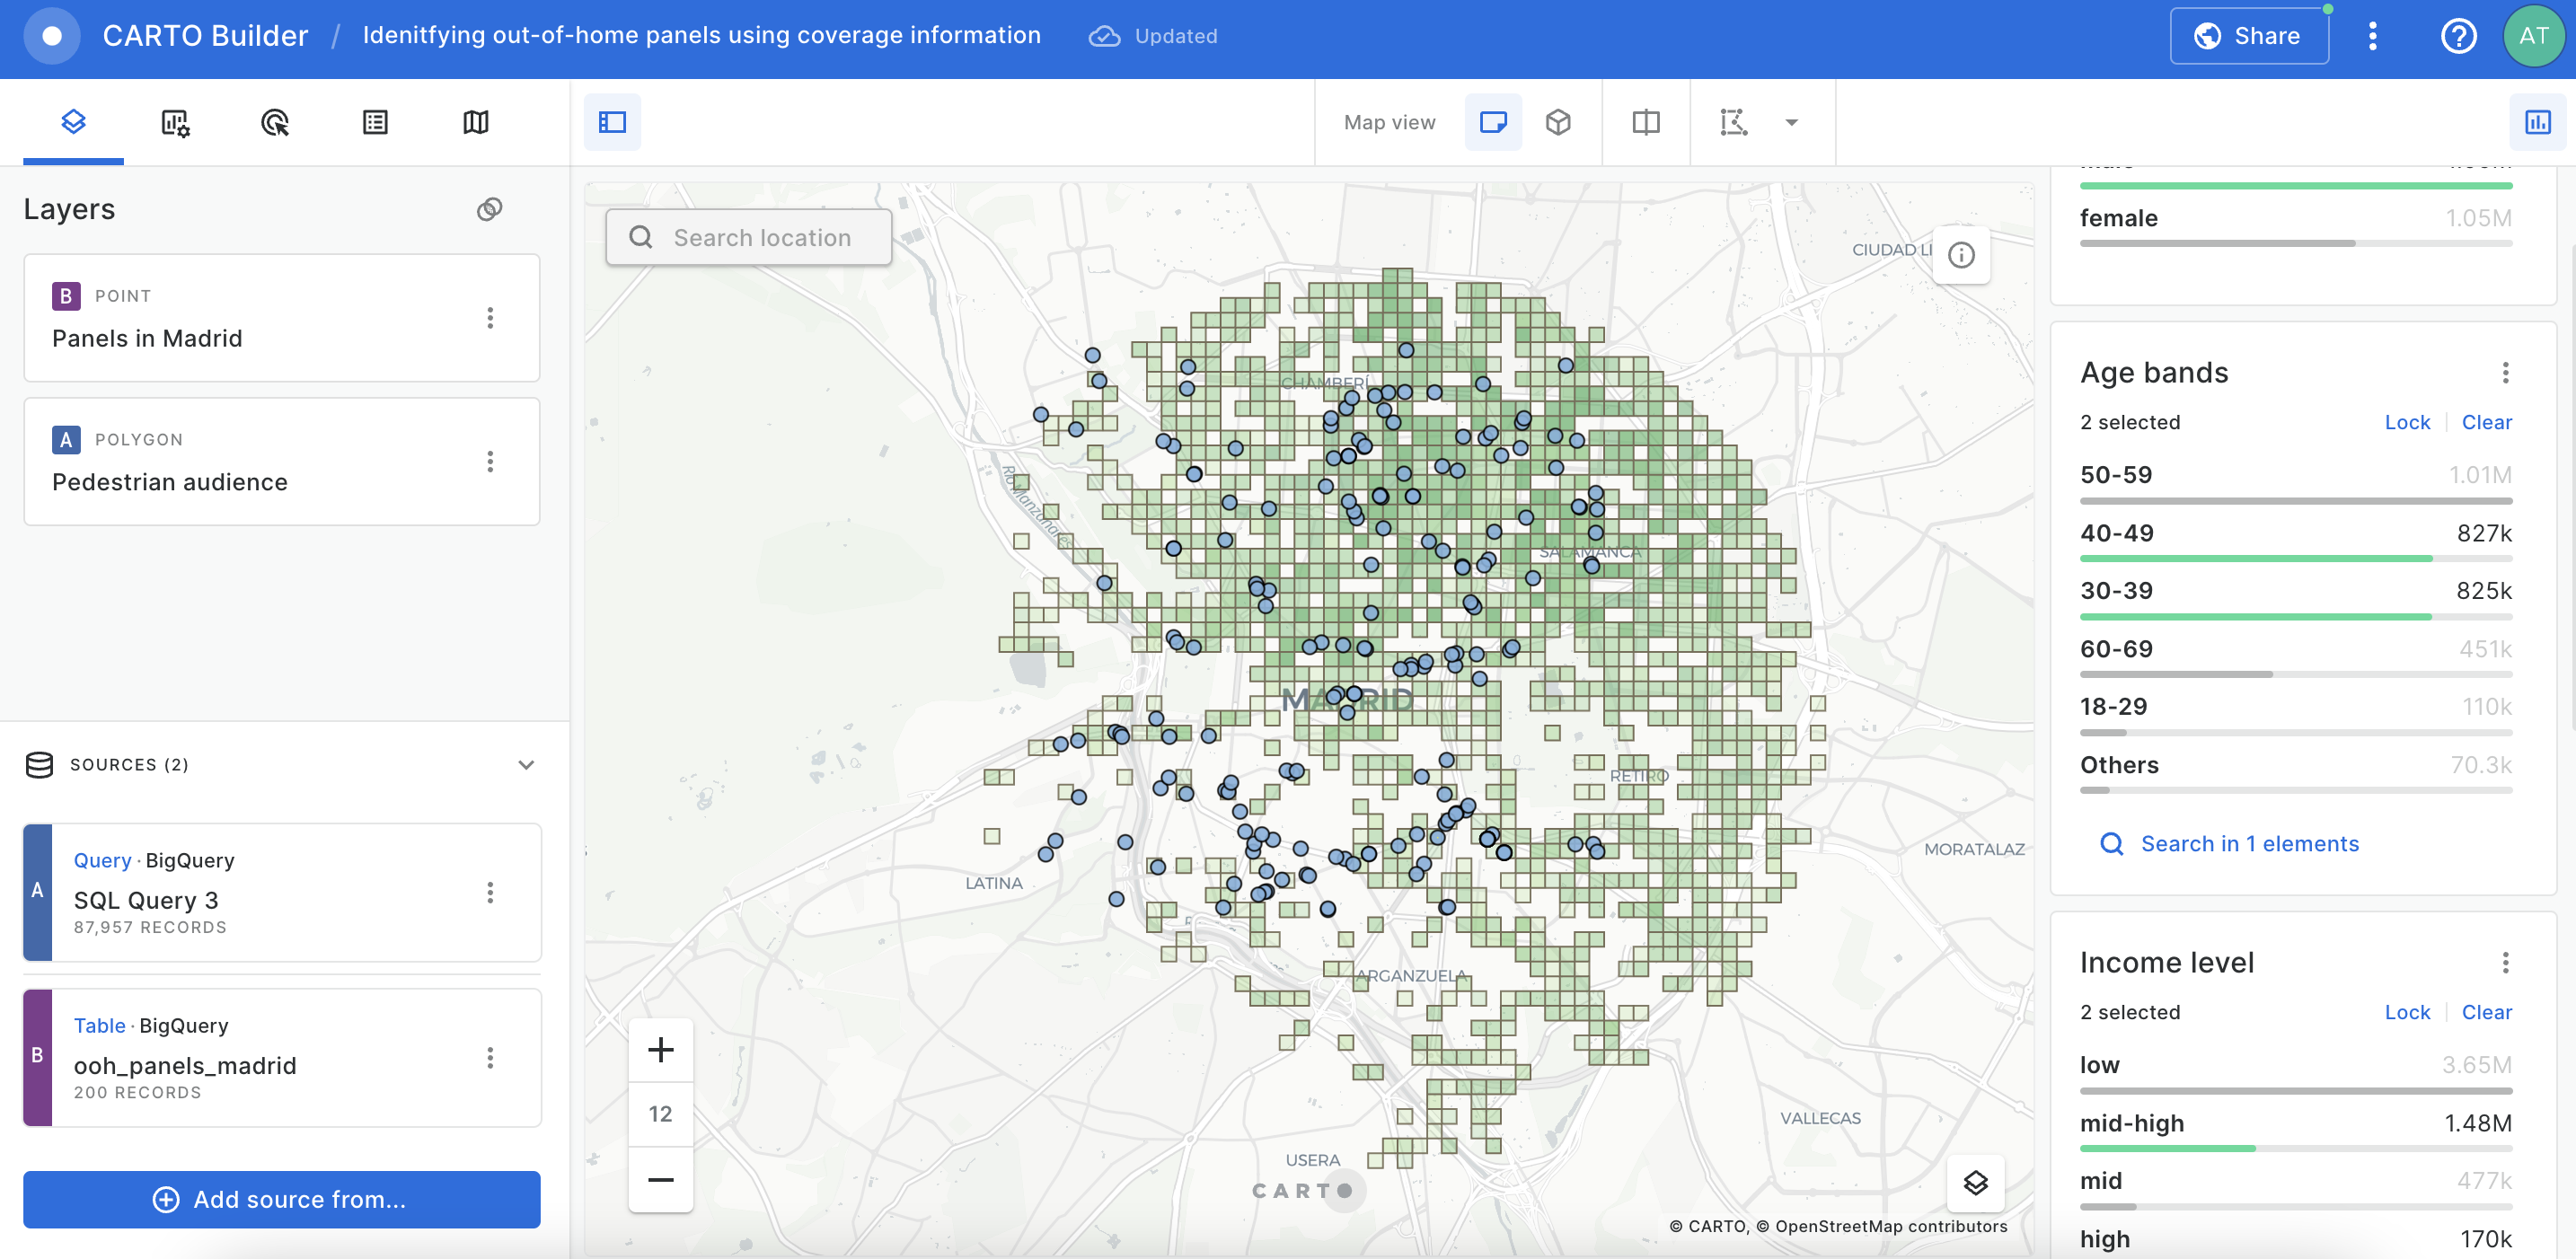 CARTO Builder / Idenitfying out-of-home panels using coverage information Updated
Share
AT
Map view
Layers
B POINT
Panels in Madrid
A POLYGON
Pedestrian audience
SOURCES (2)
A
Query · BigQuery
SQL Query 3
87,957 RECORDS
B
Table · BigQuery
ooh_panels_madrid
200 RECORDS
Add source from...
Search location
CIUDAD LI
CHAMBERÍ
Río Manzanares
SALAMANCA
MADRID
RETIRO
MORATALAZ
LATINA
ARGANZUELA
VALLECAS
USERA
CARTO
12
© CARTO, © OpenStreetMap contributors
female 1.05M
Age bands
2 selected Lock Clear
50-59 1.01M
40-49 827k
30-39 825k
60-69 451k
18-29 110k
Others 70.3k
Search in 1 elements
Income level
2 selected Lock Clear
low 3.65M
mid-high 1.48M
mid 477k
high 170k